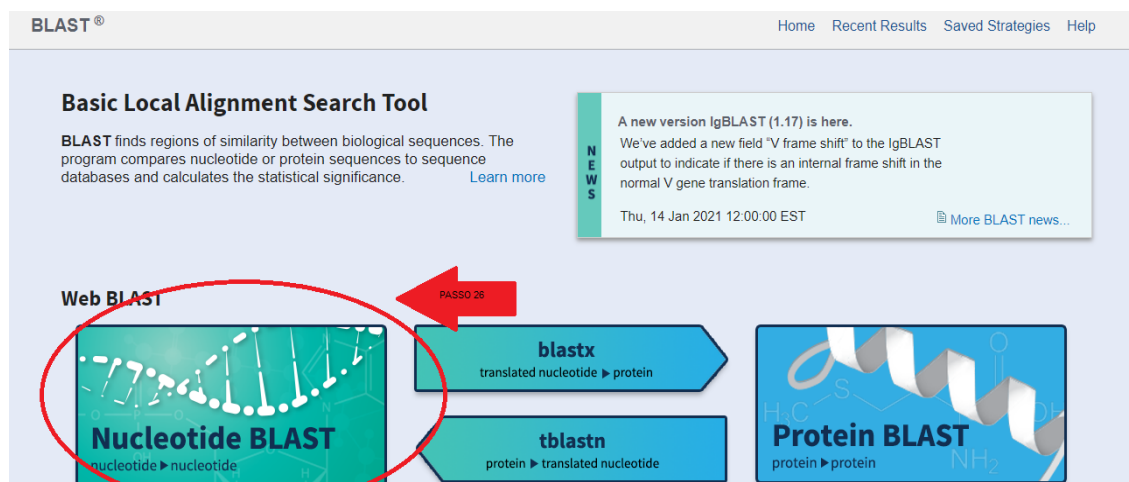 BLAST ®
Home Recent Results Saved Strategies Help
Basic Local Alignment Search Tool
BLAST finds regions of similarity between biological sequences. The
program compares nucleotide or protein sequences to sequence
databases and calculates the statistical significance. Learn more
NEWS
A new version IgBLAST (1.17) is here.
We've added a new field "V frame shift" to the IgBLAST
output to indicate if there is an internal frame shift in the
normal V gene translation frame.
Thu, 14 Jan 2021 12:00:00 EST
More BLAST news...
Web BLAST
PASSO 26
Nucleotide BLAST
nucleotide ▶ nucleotide
blastx
translated nucleotide ▶ protein
tblastn
protein ▶ translated nucleotide
H₃C
S
O
OH
NH₂
Protein BLAST
protein ▶ protein